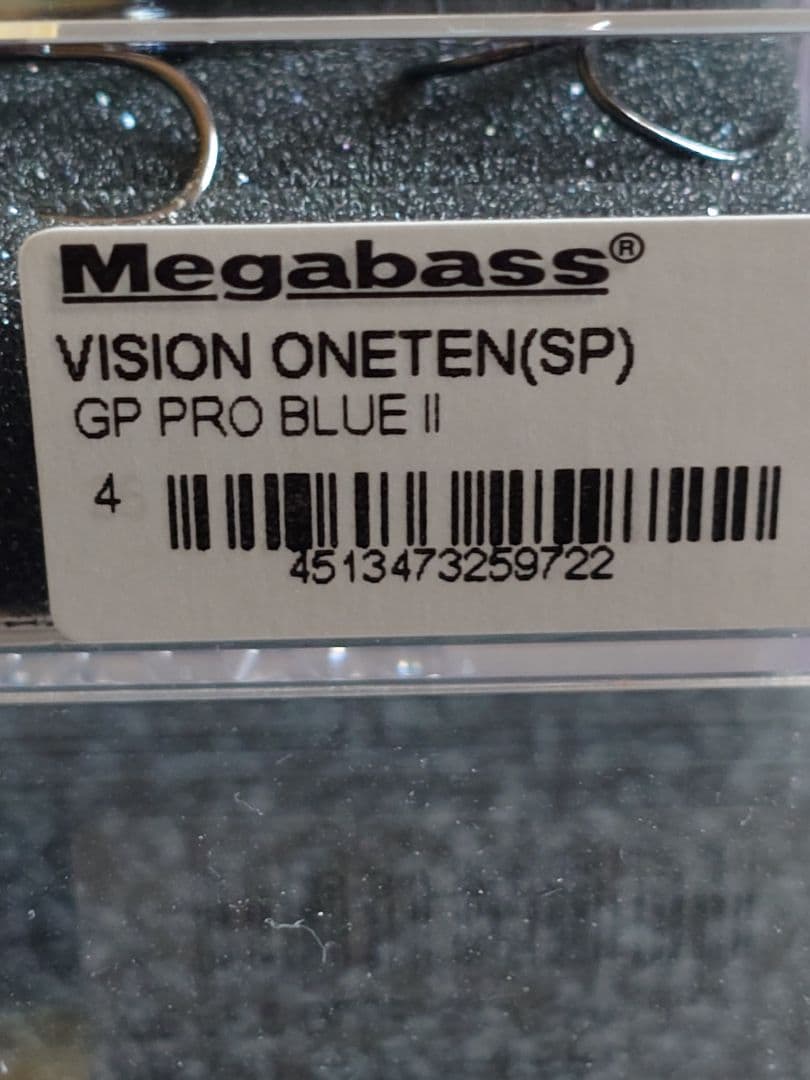 Megabass®
VISION ONETEN(SP)
GP PRO BLUE II
4
4513473259722